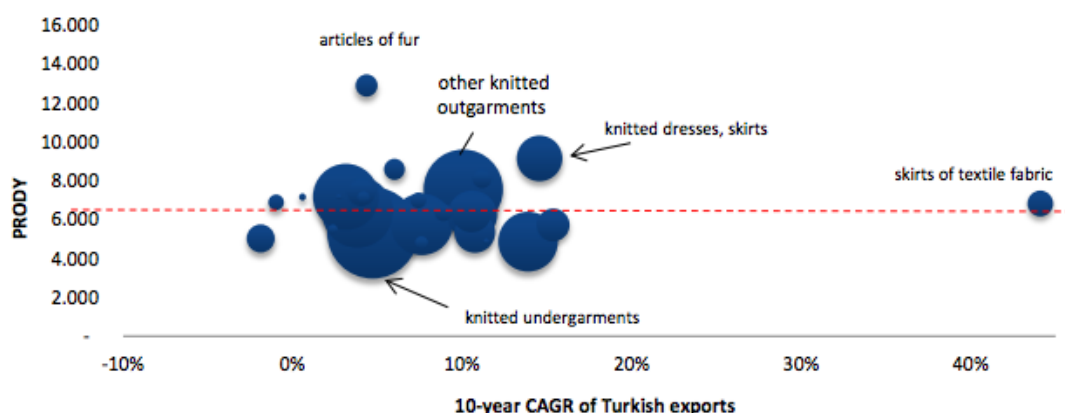 16.000
14.000
12.000
10.000
8.000
6.000
4.000
2.000
-
PRODY
articles of fur
other knitted
outgarments
knitted dresses, skirts
skirts of textile fabric
knitted undergarments
-10%
0%
10%
20%
30%
40%
10-year CAGR of Turkish exports